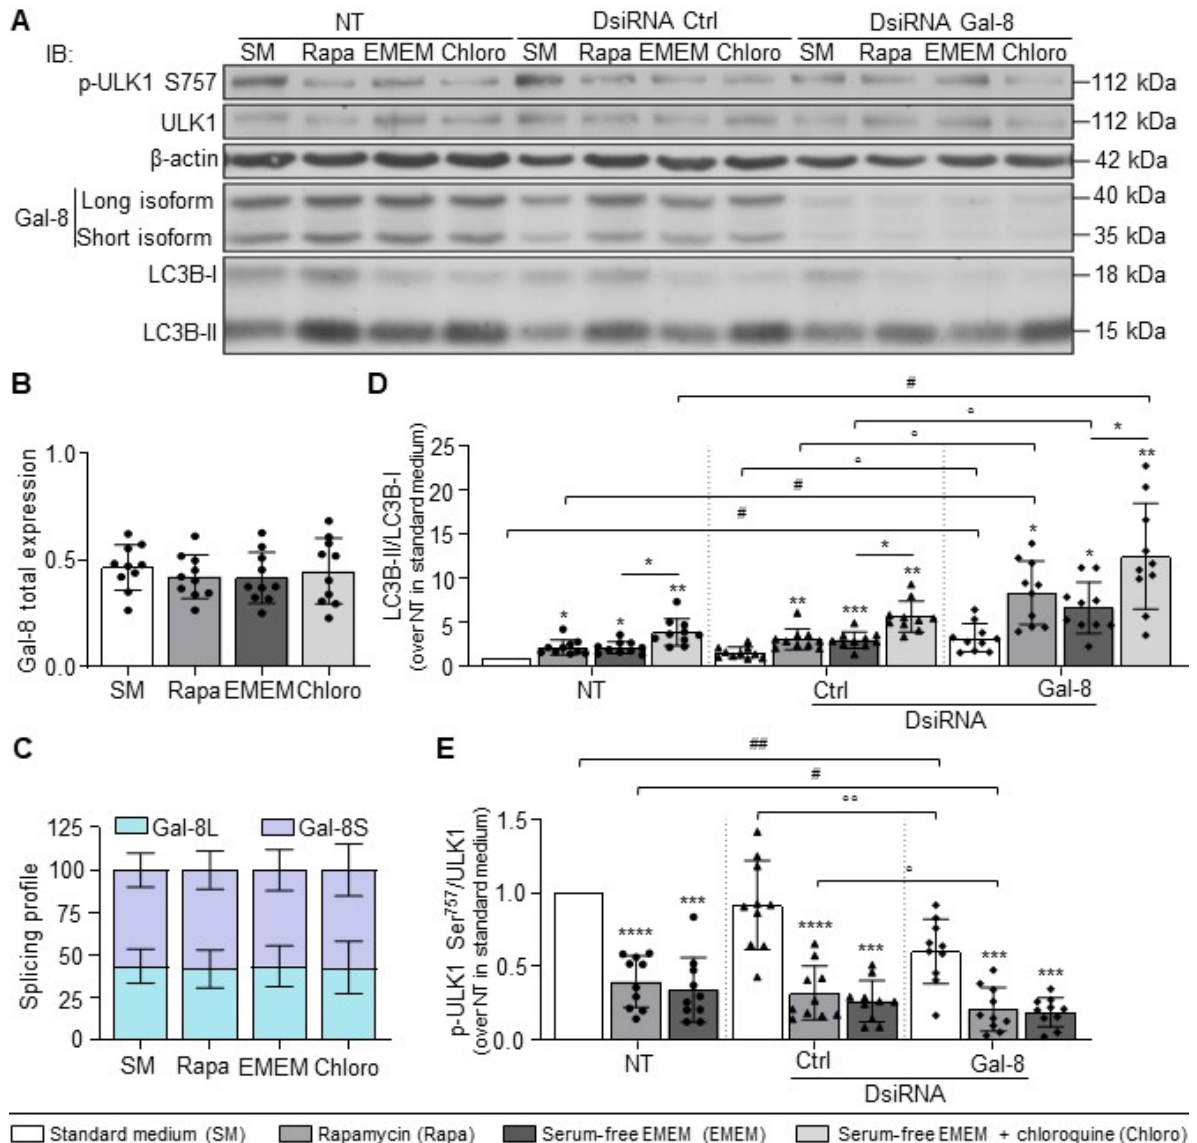 A
NT DsiRNA Ctrl DsiRNA Gal-8
IB: SM Rapa EMEM Chloro SM Rapa EMEM Chloro SM Rapa EMEM Chloro
p-ULK1 S757 112 kDa
ULK1 112 kDa
β-actin 42 kDa
Gal-8 Long isoform 40 kDa
Short isoform 35 kDa
LC3B-I 18 kDa
LC3B-II 15 kDa
B
Gal-8 total expression
1.0
0.5
0.0
SM Rapa EMEM Chloro
D
LC3B-II/LC3B-I
(over NT in standard medium)
25
20
15
10
5
0
# ° ° ° # #
* * * ** ** *** * ** * * * **
NT Ctrl Gal-8
DsiRNA
C
Splicing profile
Gal-8L Gal-8S
125
100
75
50
25
0
SM Rapa EMEM Chloro
E
p-ULK1 Ser757/ULK1
(over NT in standard medium)
1.5
1.0
0.5
0.0
## # °° °
**** *** **** *** *** ***
NT Ctrl Gal-8
DsiRNA
Standard medium (SM) Rapamycin (Rapa) Serum-free EMEM (EMEM) Serum-free EMEM + chloroquine (Chloro)